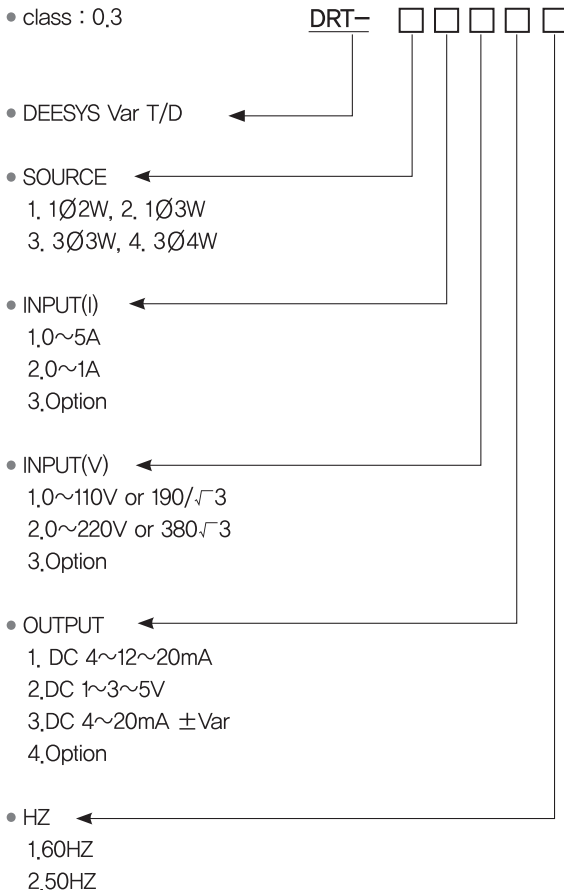 • class : 0.3
DRT- □□□□□
• DEESYS Var T/D
• SOURCE
1. 1Ø2W, 2. 1Ø3W
3. 3Ø3W, 4. 3Ø4W
• INPUT(I)
1.0~5A
2.0~1A
3.Option
• INPUT(V)
1.0~110V or 190/√3
2.0~220V or 380√3
3.Option
• OUTPUT
1. DC 4~12~20mA
2.DC 1~3~5V
3.DC 4~20mA ±Var
4.Option
• HZ
1.60HZ
2.50HZ